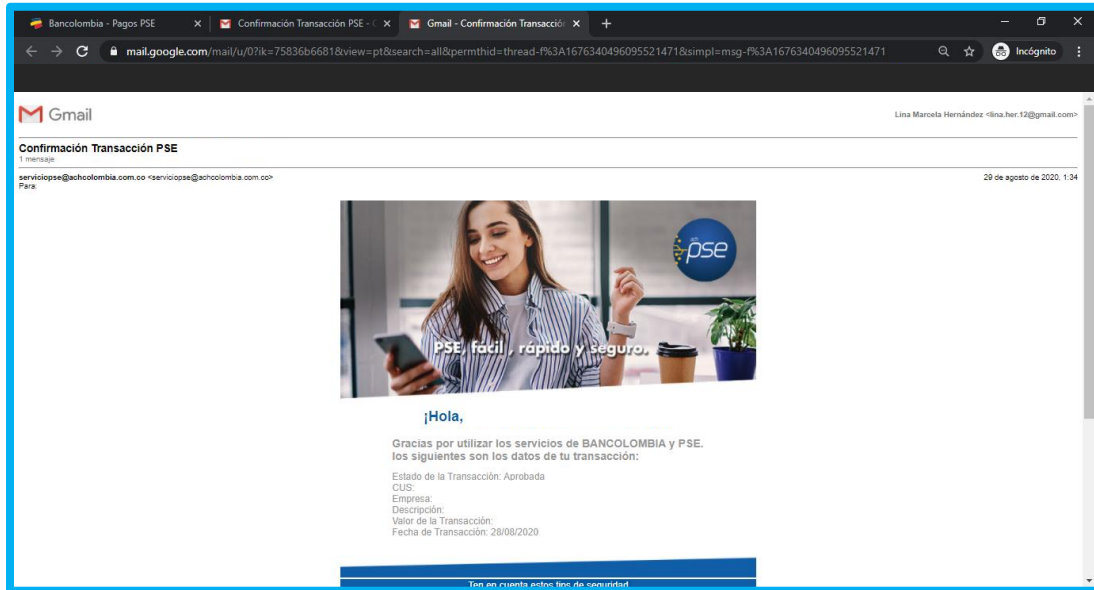 Bancolombia - Pagos PSE
Confirmación Transacción PSE -
Gmail - Confirmación Transacción
mail.google.com/mail/u/0?ik=75836b6681&view=pt&search=all&permthid=thread-f%3A1676340496095521471&simpl=msg-f%3A1676340496095521471
Incógnito
Gmail
Lina Marcela Hernández <lina.her.12@gmail.com>
Confirmación Transacción PSE
1 mensaje
serviciopse@achcolombia.com.co <serviciopse@achcolombia.com.co>
29 de agosto de 2020, 1:34
Para:
pse
PSE, fácil , rápido y seguro.
¡Hola,
Gracias por utilizar los servicios de BANCOLOMBIA y PSE.
los siguientes son los datos de tu transacción:
Estado de la Transacción: Aprobada
CUS:
Empresa:
Descripción:
Valor de la Transacción:
Fecha de Transacción: 28/08/2020
Ten en cuenta estos tips de seguridad